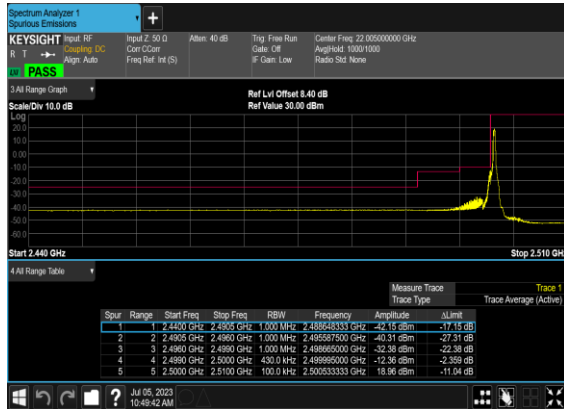 Spectrum Analyzer 1
Spurious Emissions
KEYSIGHT Input: RF Input Z: 50 Ω Atten: 40 dB Trig: Free Run Center Freq: 22.005000000 GHz
R T Coupling: DC Corr CCorr Gate: Off Avg|Hold: 1000/1000
Align: Auto Freq Ref: Int (S) IF Gain: Low Radio Std: None
PASS
3 All Range Graph
Ref Lvl Offset 8.40 dB
Scale/Div 10.0 dB Ref Value 30.00 dBm
Log
20.0
10.0
0.00
-10.0
-20.0
-30.0
-40.0
-50.0
-60.0
Start 2.440 GHz Stop 2.510 GH
4 All Range Table
Measure Trace Trace 1
Trace Type Trace Average (Active)
Spur Range Start Freq Stop Freq RBW Frequency Amplitude ΔLimit
1 1 2.4400 GHz 2.4905 GHz 1.000 MHz 2.488648333 GHz -42.15 dBm -17.15 dB
2 2 2.4905 GHz 2.4960 GHz 1.000 MHz 2.495587500 GHz -40.31 dBm -27.31 dB
3 3 2.4960 GHz 2.4990 GHz 1.000 MHz 2.498665000 GHz -32.38 dBm -22.38 dB
4 4 2.4990 GHz 2.5000 GHz 430.0 kHz 2.499995000 GHz -12.36 dBm -2.359 dB
5 5 2.5000 GHz 2.5100 GHz 100.0 kHz 2.500533333 GHz 18.96 dBm -11.04 dB
? Jul 05, 2023
10:49:42 AM